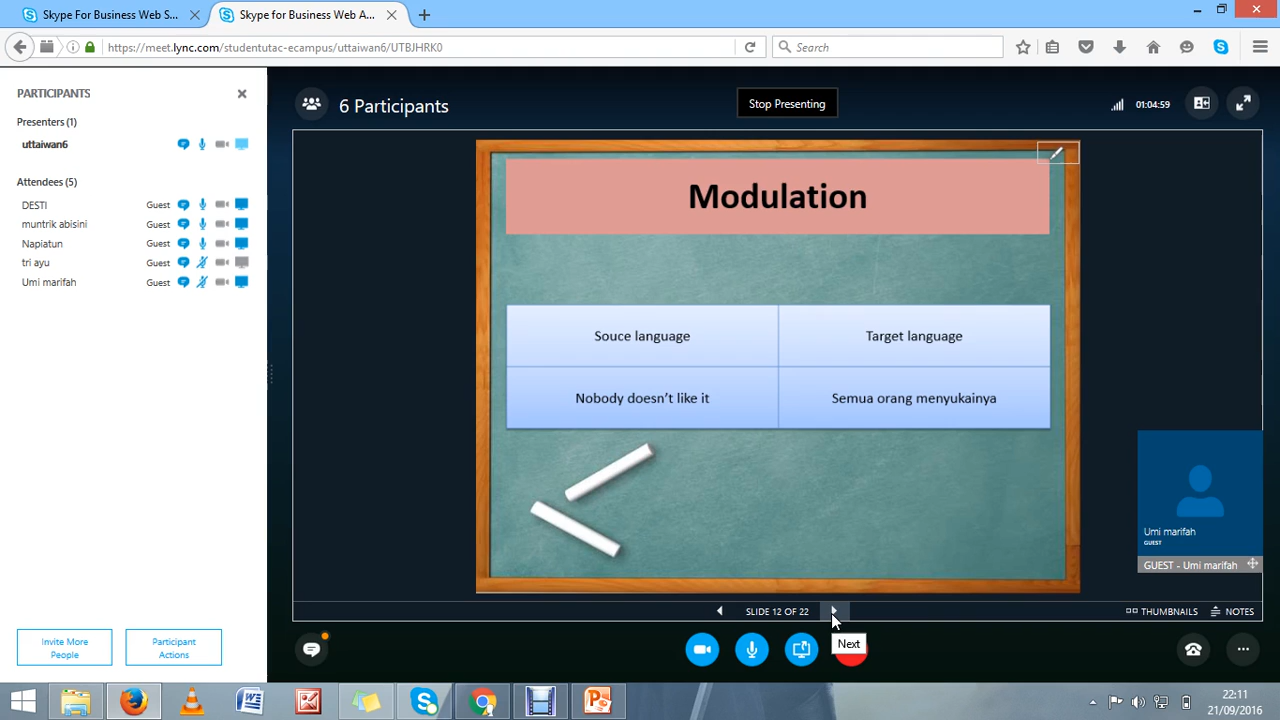 Skype For Business Web S...
Skype for Business Web A...
https://meet.lync.com/studentutac-ecampus/uttaiwan6/UTBJHRK0
Search
PARTICIPANTS
Presenters (1)
uttaiwan6
Attendees (5)
DESTI Guest
muntrik abisini Guest
Napiatun Guest
tri ayu Guest
Umi marifah Guest
Invite More
People
Participant
Actions
6 Participants
Stop Presenting
01:04:59
Modulation
Souce language
Target language
Nobody doesn't like it
Semua orang menyukainya
Umi marifah
GUEST
GUEST - Umi marifah
SLIDE 12 OF 22
THUMBNAILS
NOTES
Next
22:11
21/09/2016